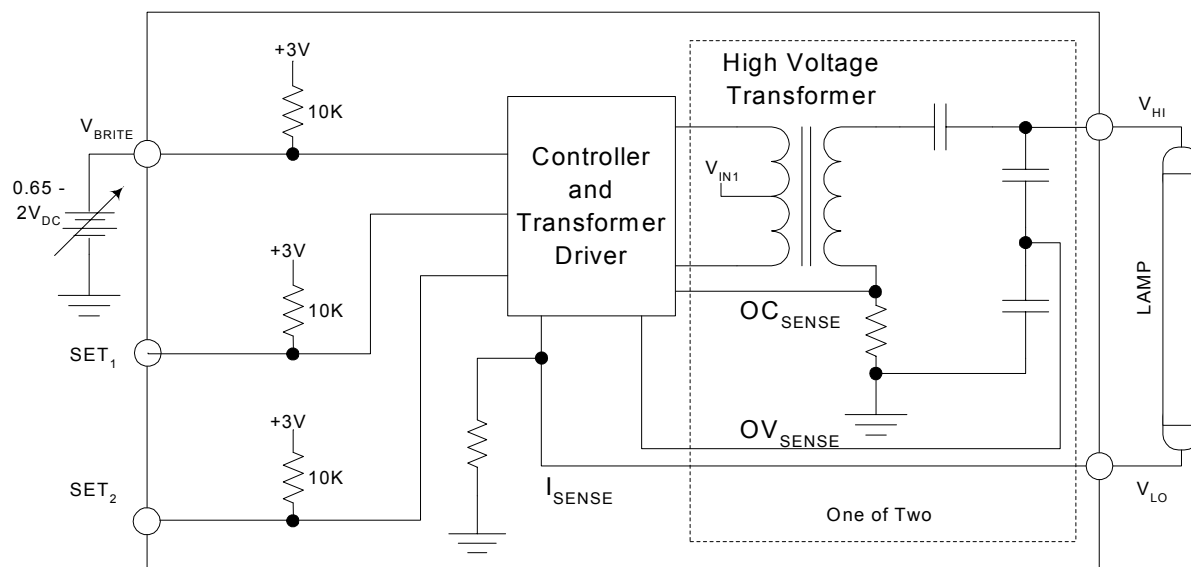 +3V
10K
V_BRITE
0.65 -
2V_DC
+3V
10K
SET_1
+3V
10K
SET_2
Controller
and
Transformer
Driver
High Voltage
Transformer
V_IN1
OC_SENSE
OV_SENSE
I_SENSE
One of Two
V_HI
LAMP
V_LO